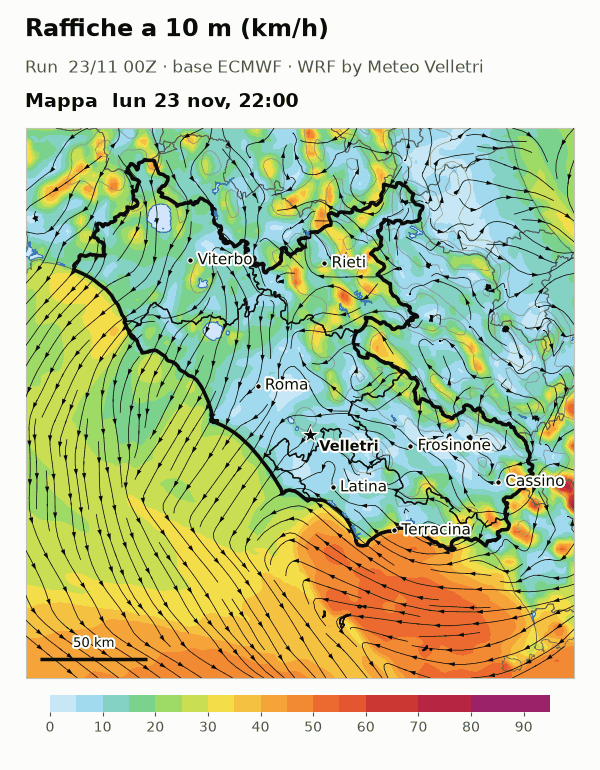 Raffiche a 10 m (km/h)
Run 23/11 00Z · base ECMWF · WRF by Meteo Velletri
Mappa lun 23 nov, 22:00
Viterbo
Rieti
Roma
Velletri
Frosinone
Cassino
Latina
Terracina
50 km
0 10 20 30 40 50 60 70 80 90